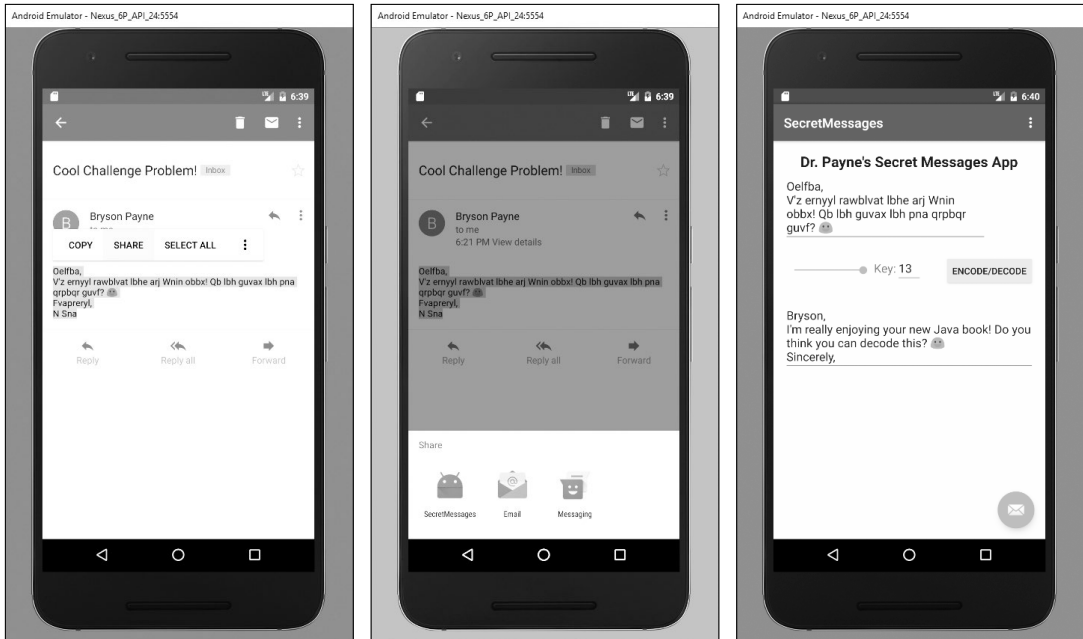 Android Emulator - Nexus_6P_API_24:5554
LTE 6:39
Cool Challenge Problem! Inbox
B
Bryson Payne
to me
COPY SHARE SELECT ALL
Oelfba,
V'z ernyyl rawblvat lbhe arj Wnin obbx! Qb lbh guvax lbh pna
qrpbqr guvf?
Fvaprery​l,
N Sna
Reply Reply all Forward
Android Emulator - Nexus_6P_API_24:5554
LTE 6:39
Cool Challenge Problem! Inbox
B
Bryson Payne
to me
6:21 PM View details
Oelfba,
V'z ernyyl rawblvat lbhe arj Wnin obbx! Qb lbh guvax lbh pna
qrpbqr guvf?
Fvapreryl,
N Sna
Reply Reply all Forward
Share
SecretMessages Email Messaging
Android Emulator - Nexus_6P_API_24:5554
LTE 6:40
SecretMessages
Dr. Payne's Secret Messages App
Oelfba,
V'z ernyyl rawblvat lbhe arj Wnin
obbx! Qb lbh guvax lbh pna qrpbqr
guvf?
Key: 13 ENCODE/DECODE
Bryson,
I'm really enjoying your new Java book! Do you
think you can decode this?
Sincerely,